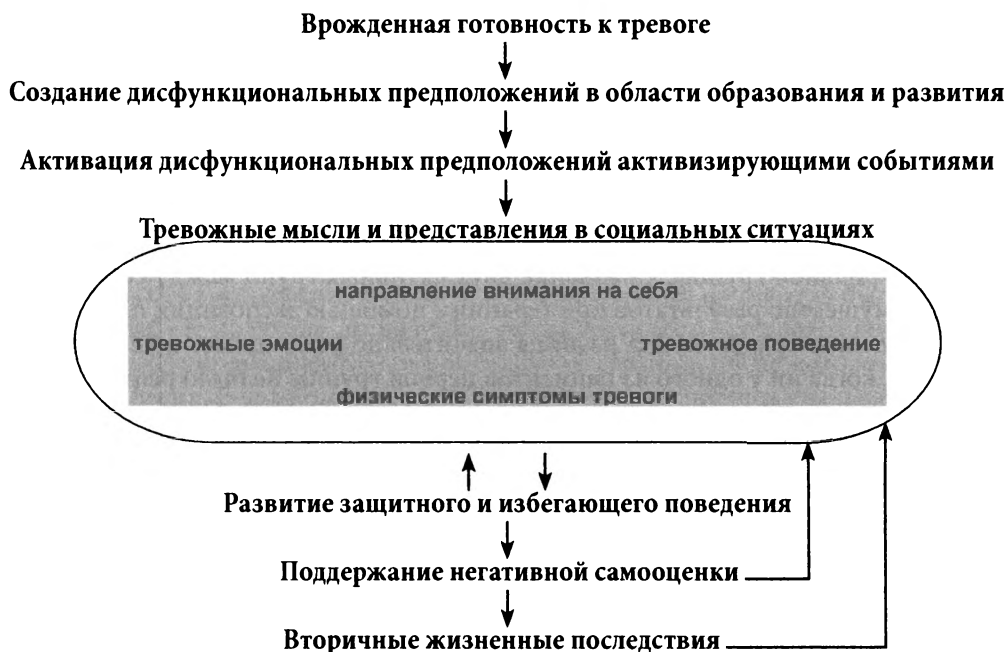 Врожденная готовность к тревоге
Создание дисфункциональных предположений в области образования и развития
Активация дисфункциональных предположений активизирующими событиями
Тревожные мысли и представления в социальных ситуациях
направление внимания на себя
тревожные эмоции тревожное поведение
физические симптомы тревоги
Развитие защитного и избегающего поведения
Поддержание негативной самооценки
Вторичные жизненные последствия